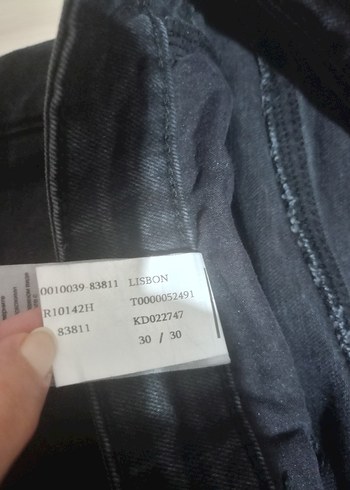 0010039-83811 LISBON
R10142H T0000052491
83811 KD022747
30 / 30